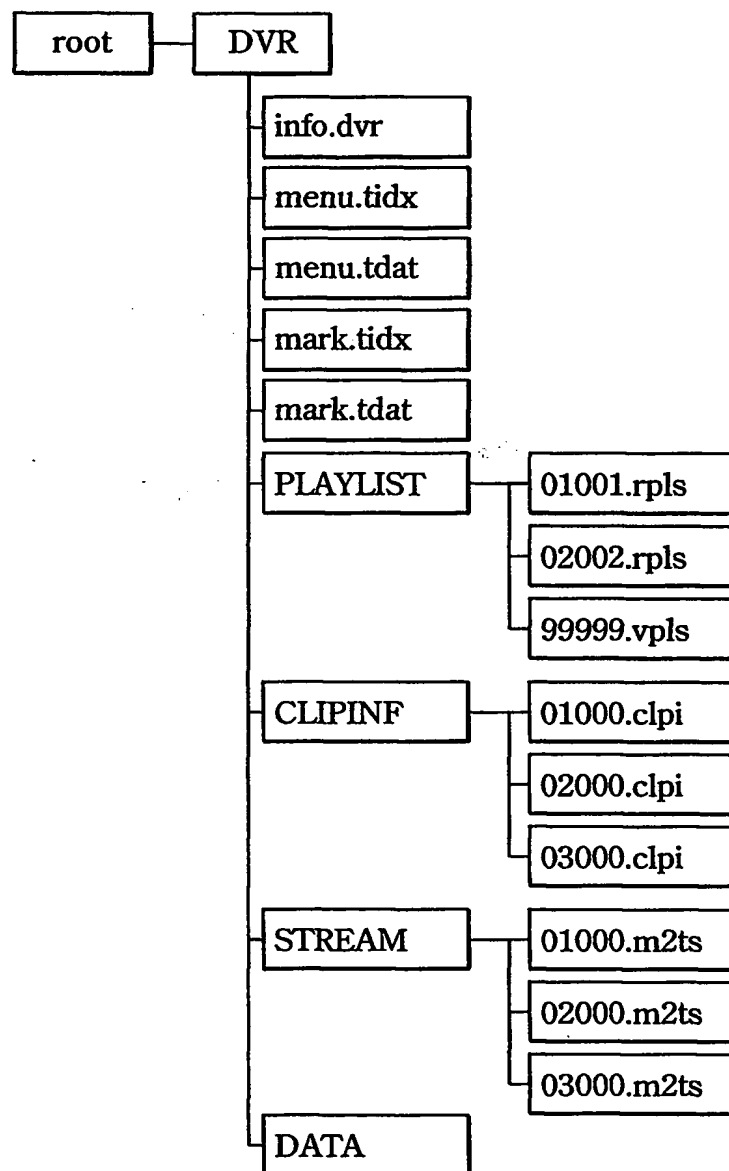 root
DVR
info.dvr
menu.tidx
menu.tdat
mark.tidx
mark.tdat
PLAYLIST
01001.rpls
02002.rpls
99999.vpls
CLIPINF
01000.clpi
02000.clpi
03000.clpi
STREAM
01000.m2ts
02000.m2ts
03000.m2ts
DATA